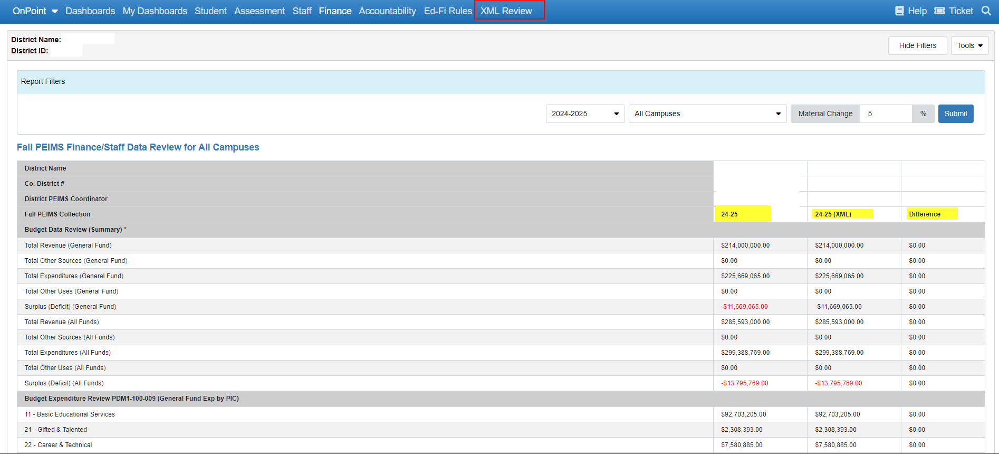 OnPoint Dashboards My Dashboards Student Assessment Staff Finance Accountability Ed-Fi Rules XML Review Help Ticket
District Name:
District ID:
Hide Filters Tools
Report Filters
2024-2025 All Campuses Material Change 5 % Submit
Fall PEIMS Finance/Staff Data Review for All Campuses
District Name
Co. District #
District PEIMS Coordinator
Fall PEIMS Collection 24-25 24-25 (XML) Difference
Budget Data Review (Summary) *
Total Revenue (General Fund) $214,000,000.00 $214,000,000.00 $0.00
Total Other Sources (General Fund) $0.00 $0.00 $0.00
Total Expenditures (General Fund) $225,669,065.00 $225,669,065.00 $0.00
Total Other Uses (General Fund) $0.00 $0.00 $0.00
Surplus (Deficit) (General Fund) -$11,669,065.00 -$11,669,065.00 $0.00
Total Revenue (All Funds) $285,593,000.00 $285,593,000.00 $0.00
Total Other Sources (All Funds) $0.00 $0.00 $0.00
Total Expenditures (All Funds) $299,388,769.00 $299,388,769.00 $0.00
Total Other Uses (All Funds) $0.00 $0.00 $0.00
Surplus (Deficit) (All Funds) -$13,795,769.00 -$13,795,769.00 $0.00
Budget Expenditure Review PDM1-100-009 (General Fund Exp by PIC)
11 - Basic Educational Services $92,703,205.00 $92,703,205.00 $0.00
21 - Gifted & Talented $2,308,393.00 $2,308,393.00 $0.00
22 - Career & Technical $7,580,885.00 $7,580,885.00 $0.00